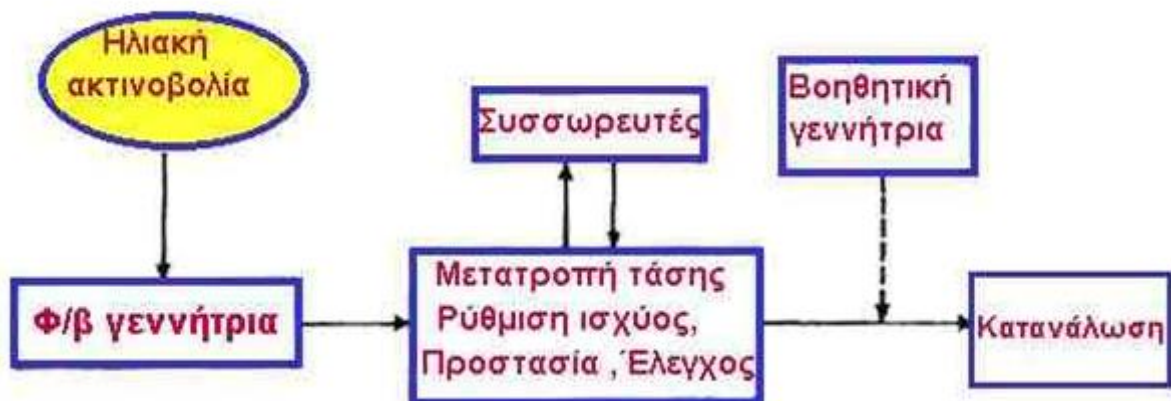 Ηλιακή
ακτινοβολία
Συσσωρευτές
Βοηθητική
γεννήτρια
Φ/β γεννήτρια
Μετατροπή τάσης
Ρύθμιση ισχύος,
Προστασία ,Έλεγχος
Κατανάλωση